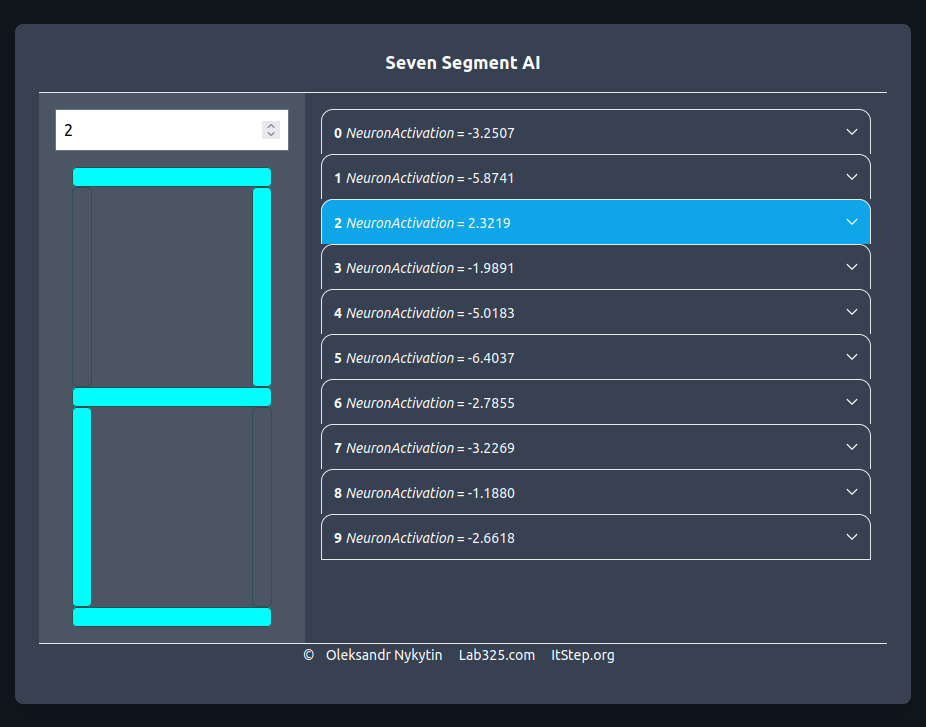 Seven Segment AI
2
0 NeuronActivation = -3.2507
1 NeuronActivation = -5.8741
2 NeuronActivation = 2.3219
3 NeuronActivation = -1.9891
4 NeuronActivation = -5.0183
5 NeuronActivation = -6.4037
6 NeuronActivation = -2.7855
7 NeuronActivation = -3.2269
8 NeuronActivation = -1.1880
9 NeuronActivation = -2.6618
© Oleksandr Nykytin Lab325.com ItStep.org